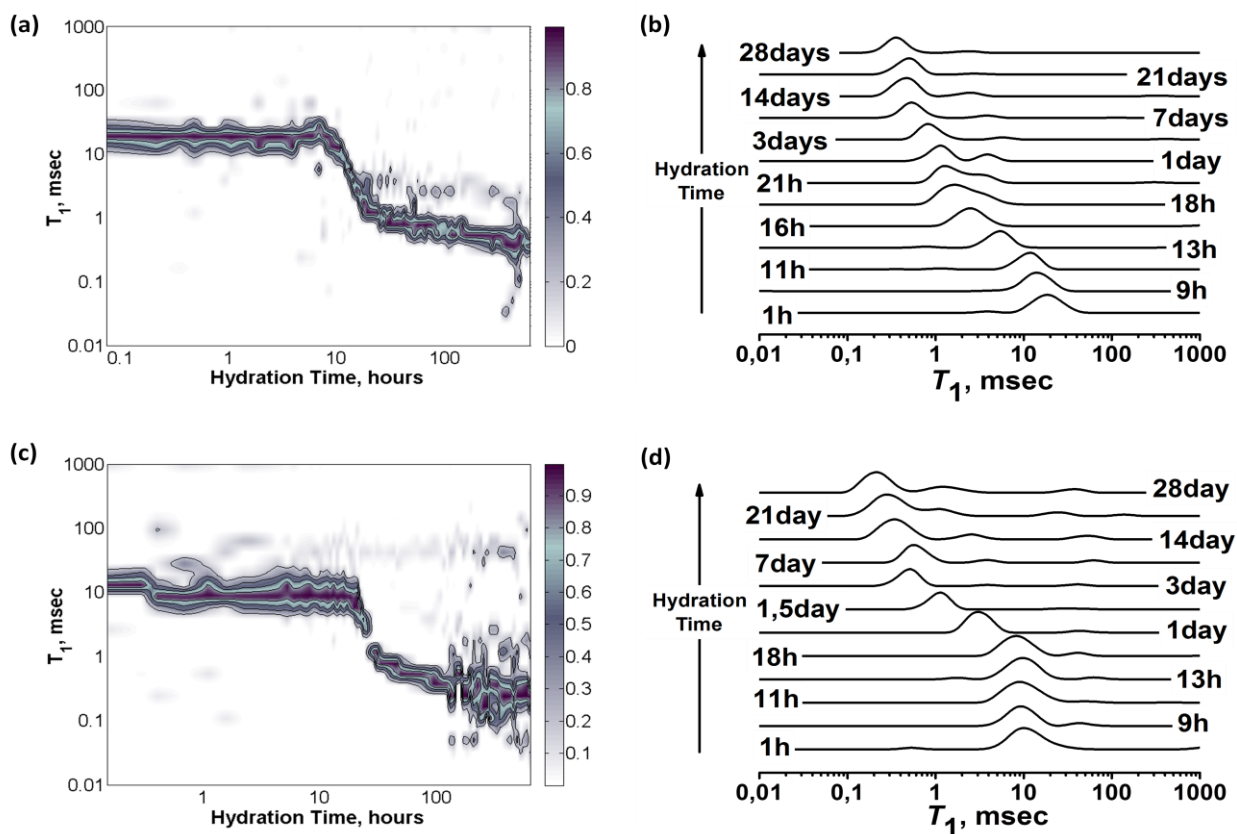 (a)
1000
100
10
1
0.1
0.01
T1, msec
0.1
1
10
100
Hydration Time, hours
0.8
0.6
0.4
0.2
0
(b)
28days
21days
14days
7days
3days
1day
21h
18h
16h
13h
11h
9h
1h
Hydration
Time
0,01
0,1
1
10
100
1000
T1, msec
(c)
1000
100
10
1
0.1
0.01
T1, msec
1
10
100
Hydration Time, hours
0.9
0.8
0.7
0.6
0.5
0.4
0.3
0.2
0.1
(d)
28day
21day
14day
7day
3day
1,5day
1day
18h
13h
11h
9h
1h
Hydration
Time
0,01
0,1
1
10
100
1000
T1, msec